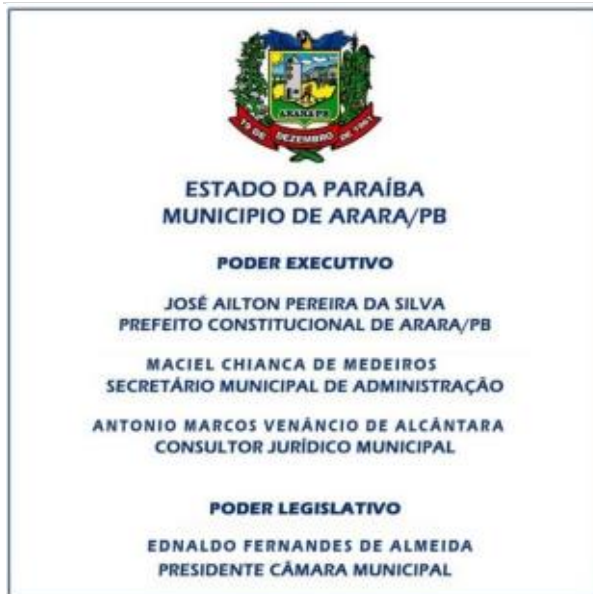 ARARA/PB
19 DE DEZEMBRO DE 1961
ESTADO DA PARAÍBA
MUNICIPIO DE ARARA/PB
PODER EXECUTIVO
JOSÉ AILTON PEREIRA DA SILVA
PREFEITO CONSTITUCIONAL DE ARARA/PB
MACIEL CHIANCA DE MEDEIROS
SECRETÁRIO MUNICIPAL DE ADMINISTRAÇÃO
ANTONIO MARCOS VENÂNCIO DE ALCÂNTARA
CONSULTOR JURÍDICO MUNICIPAL
PODER LEGISLATIVO
EDNALDO FERNANDES DE ALMEIDA
PRESIDENTE CÂMARA MUNICIPAL